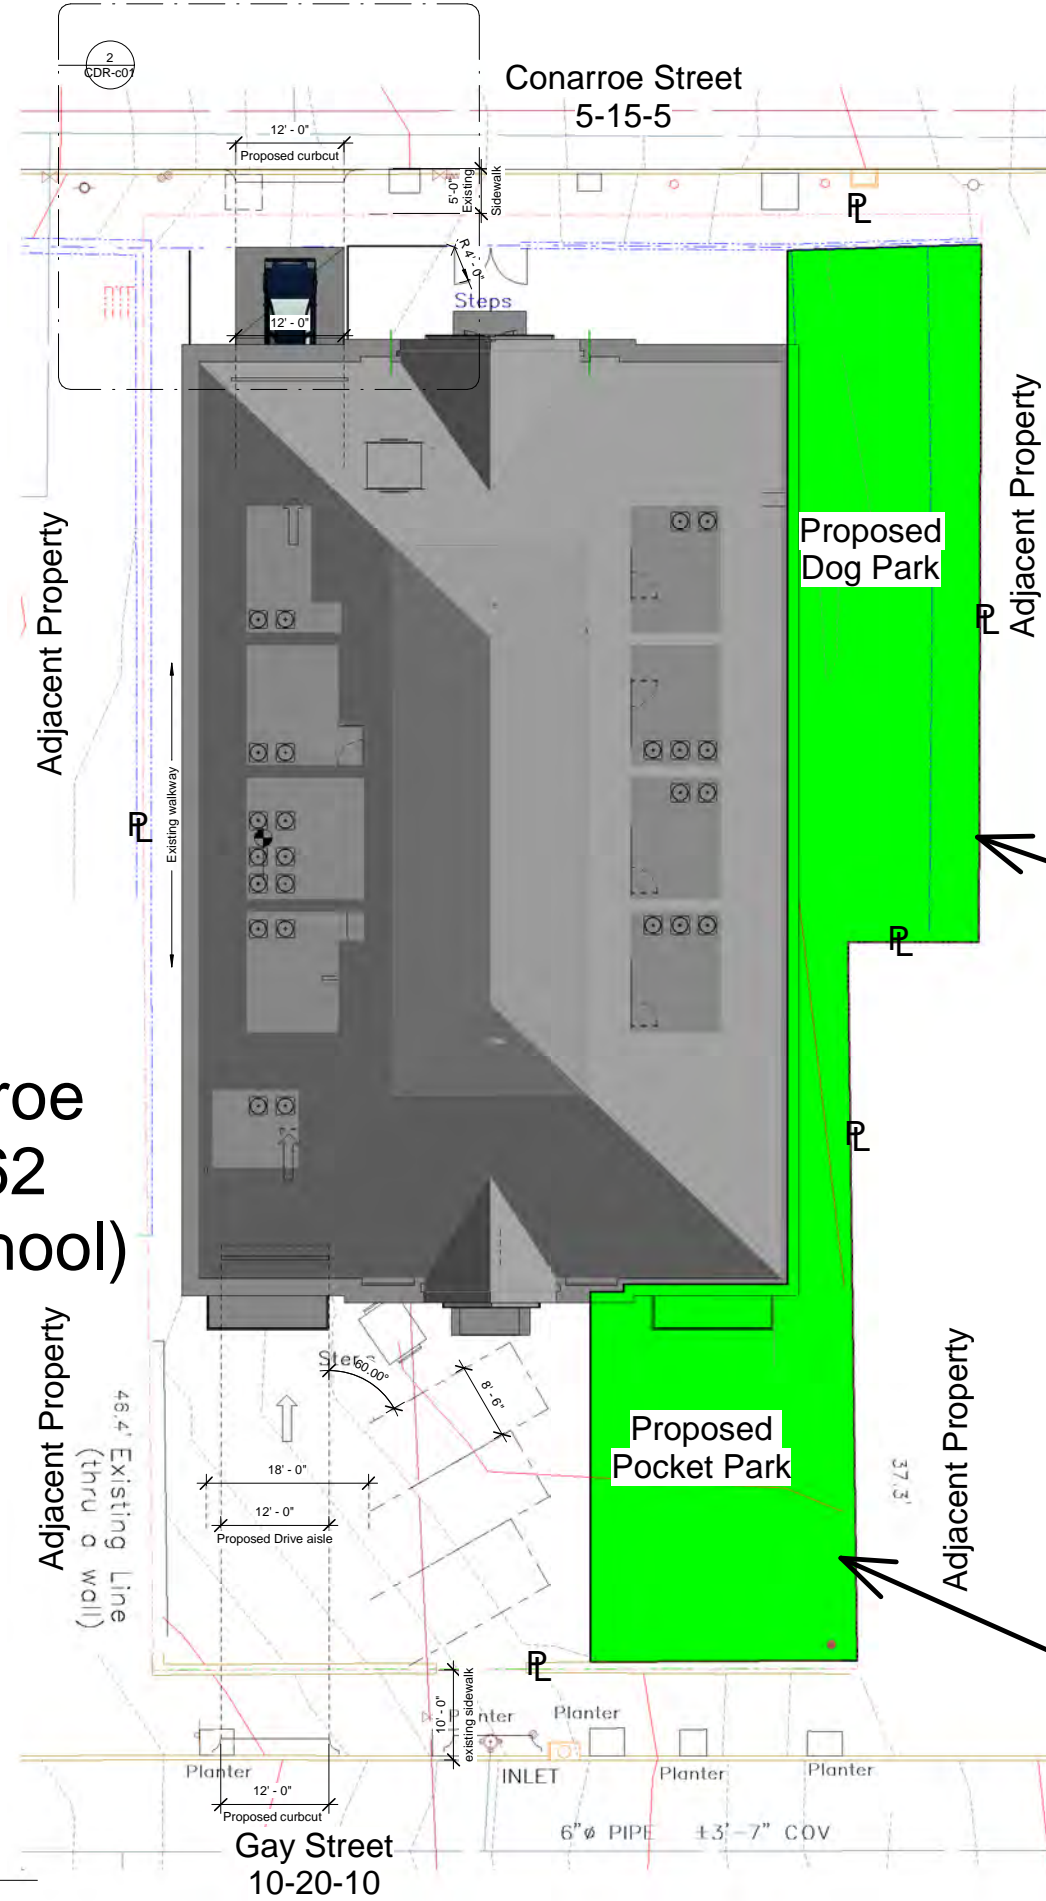 2
CDR-c01
Conarroe Street
5-15-5
12' - 0"
Proposed curbcut
5'-0"
Existing
Sidewalk
PL
R 4' - 0"
Steps
12' - 0"
Adjacent Property
Proposed
Dog Park
Adjacent Property
PL
Existing walkway
PL
PL
roe
62
hool)
PL
Adjacent Property
46.4' Existing Line
(thru a wall)
60.00°
8' - 6"
Proposed
Pocket Park
37.3'
Adjacent Property
18' - 0"
12' - 0"
Proposed Drive aisle
PL
10' - 0"
existing sidewalk
Planter
Planter
INLET
Planter
Planter
12' - 0"
Proposed curbcut
6"ø PIPE ±3'-7" COV
Gay Street
10-20-10